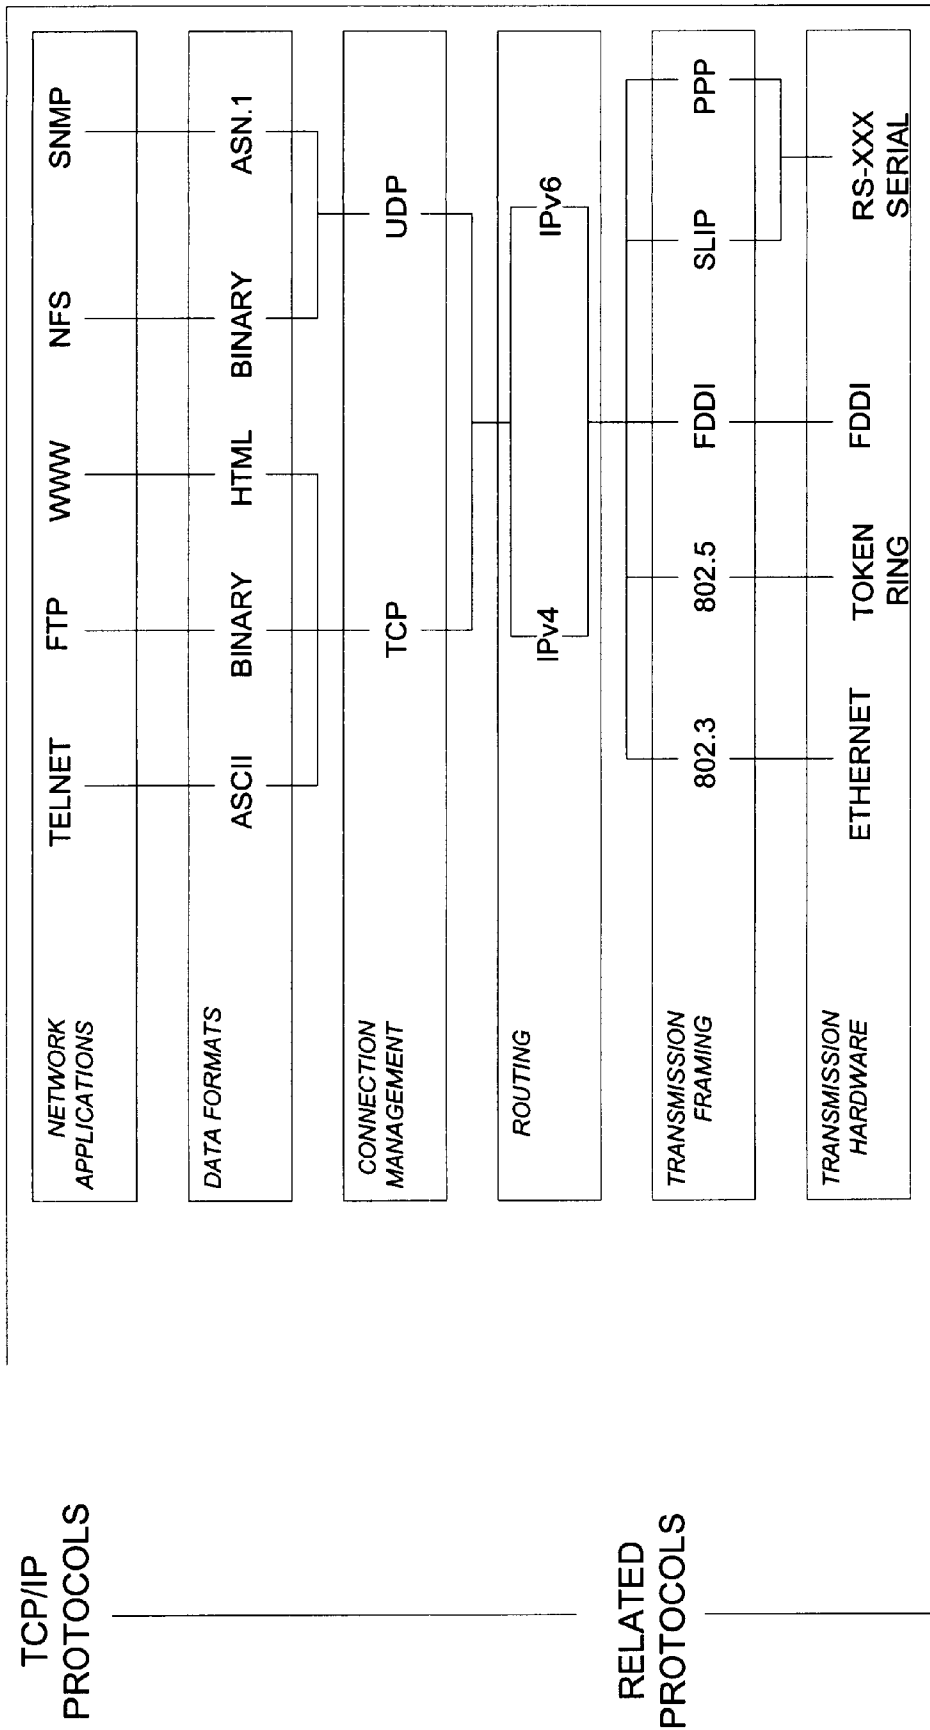 TCP/IP
PROTOCOLS
NETWORK
APPLICATIONS
TELNET
FTP
WWW
NFS
SNMP
DATA FORMATS
ASCII
BINARY
HTML
BINARY
ASN.1
CONNECTION
MANAGEMENT
TCP
UDP
ROUTING
IPv4
IPv6
RELATED
PROTOCOLS
TRANSMISSION
FRAMING
802.3
802.5
FDDI
SLIP
PPP
TRANSMISSION
HARDWARE
ETHERNET
TOKEN
RING
FDDI
RS-XXX
SERIAL